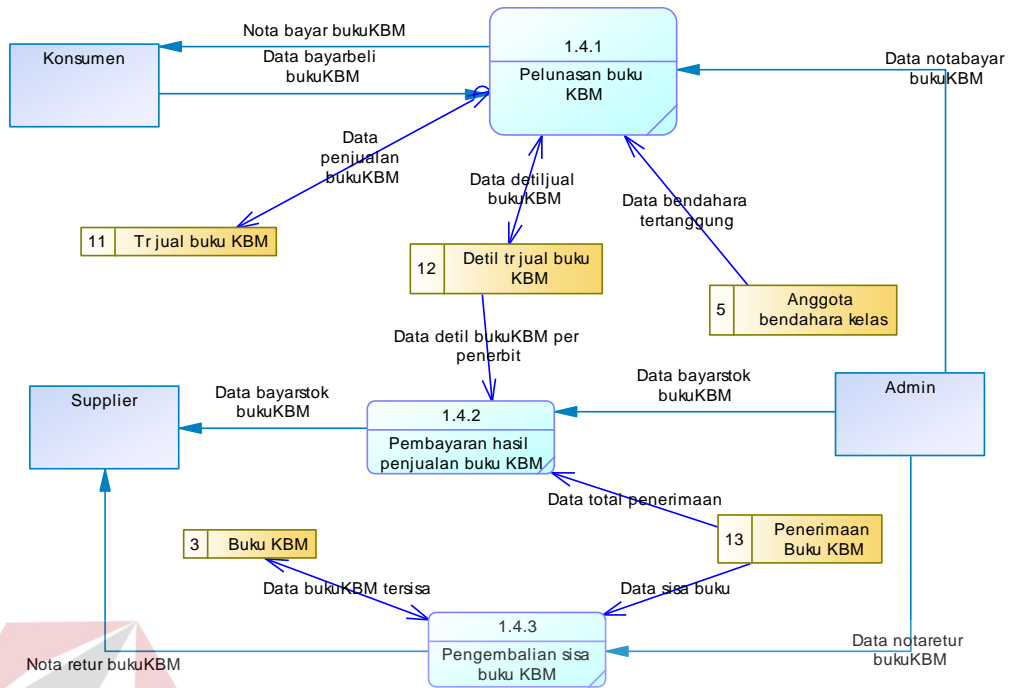 Nota bayar bukuKBM
Konsumen
Data bayarbeli
bukuKBM
1.4.1
Pelunasan buku
KBM
Data notabayar
bukuKBM
Data
penjualan
bukuKBM
Data detiljual
bukuKBM
Data bendahara
tertanggung
11
Tr jual buku KBM
12
Detil tr jual buku
KBM
5
Anggota
bendahara kelas
Data detil bukuKBM per
penerbit
Supplier
Data bayarstok
bukuKBM
1.4.2
Pembayaran hasil
penjualan buku KBM
Data bayarstok
bukuKBM
Admin
Data total penerimaan
3
Buku KBM
13
Penerimaan
Buku KBM
Data bukuKBM tersisa
Data sisa buku
1.4.3
Pengembalian sisa
buku KBM
Nota retur bukuKBM
Data notaretur
bukuKBM